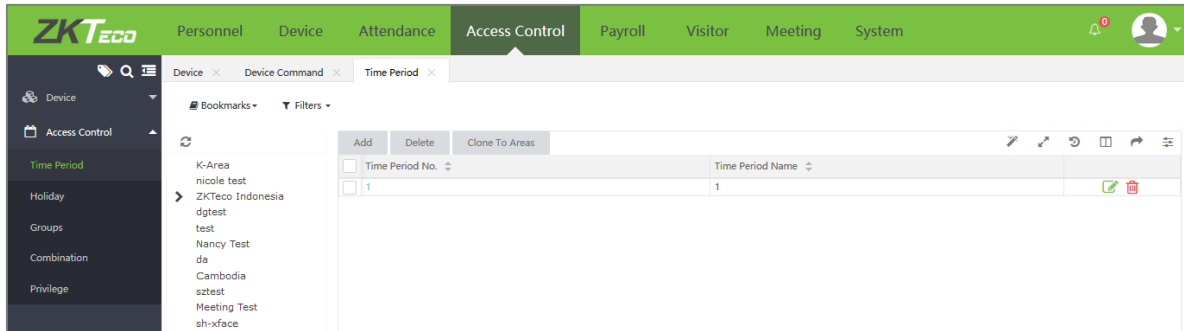 ZKTeco Personnel Device Attendance Access Control Payroll Visitor Meeting System 0
Device Device Command Time Period
Device
Bookmarks Filters
Access Control
Add Delete Clone To Areas
Time Period
K-Area
Time Period No. Time Period Name
nicole test
1 1
Holiday
ZKTeco Indonesia
dgtest
Groups
test
Nancy Test
Combination
da
Cambodia
Privilege
sztest
Meeting Test
sh-xface